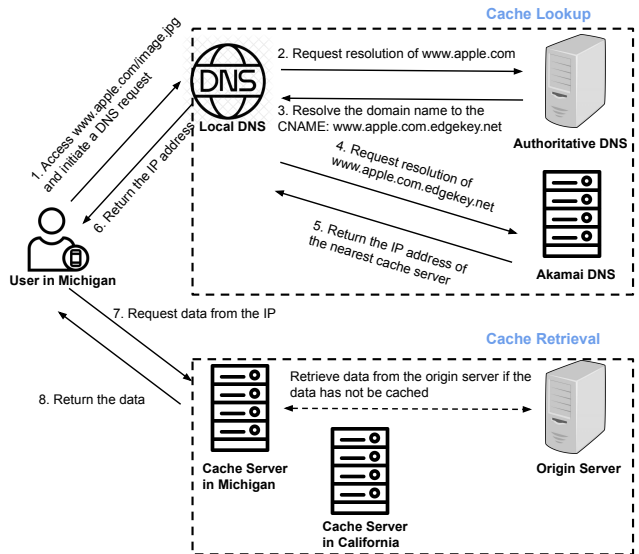 Cache Lookup
1. Access www.apple.com/image.jpg
and initiate a DNS request
DNS
Local DNS
2. Request resolution of www.apple.com
3. Resolve the domain name to the
CNAME: www.apple.com.edgekey.net
Authoritative DNS
4. Request resolution of
www.apple.com.edgekey.net
5. Return the IP address of
the nearest cache server
Akamai DNS
6. Return the IP address
User in Michigan
7. Request data from the IP
8. Return the data
Cache Retrieval
Retrieve data from the origin server if the
data has not be cached
Cache Server
in Michigan
Origin Server
Cache Server
in California